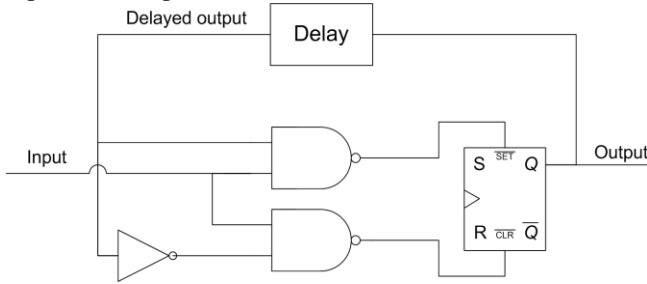 Delayed output
Delay
Input
Output
S SET Q
R CLR Q